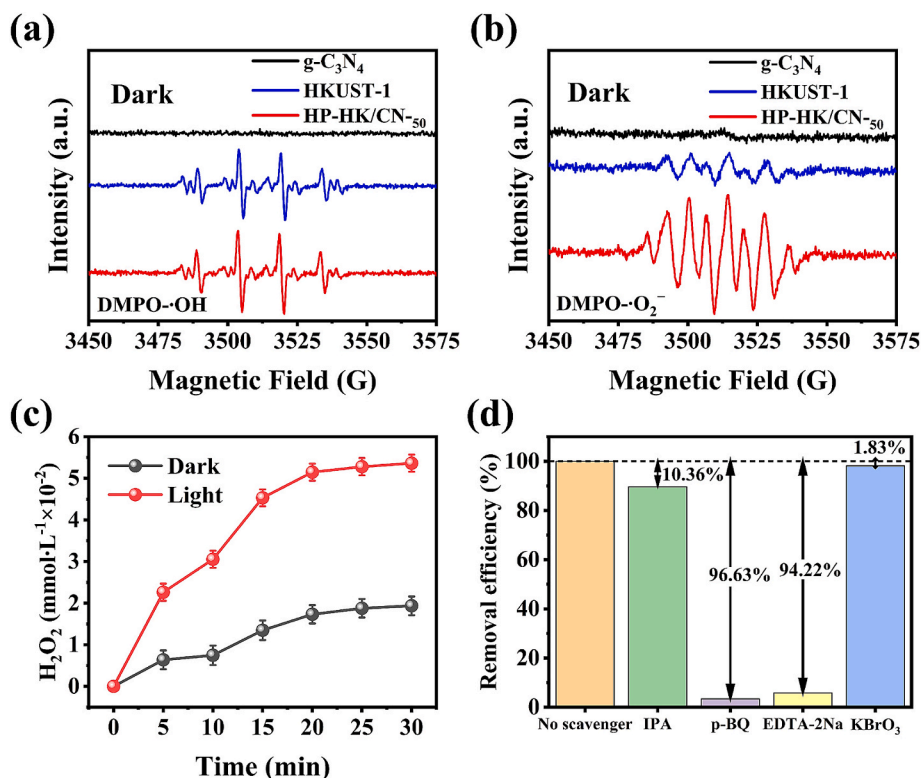 (a)
g-C₃N₄
Dark
HKUST-1
HP-HK/CN-₅₀
Intensity (a.u.)
DMPO-·OH
3450 3475 3500 3525 3550 3575
Magnetic Field (G)
(b)
g-C₃N₄
Dark
HKUST-1
HP-HK/CN-₅₀
Intensity (a.u.)
DMPO-·O₂⁻
3450 3475 3500 3525 3550 3575
Magnetic Field (G)
(c)
H₂O₂ (mmol·L⁻¹×10⁻²)
6
5
4
3
2
1
0
Dark
Light
0 5 10 15 20 25 30
Time (min)
(d)
Removal efficiency (%)
100
80
60
40
20
0
1.83%
10.36%
96.63%
94.22%
No scavenger IPA p-BQ EDTA-2Na KBrO₃